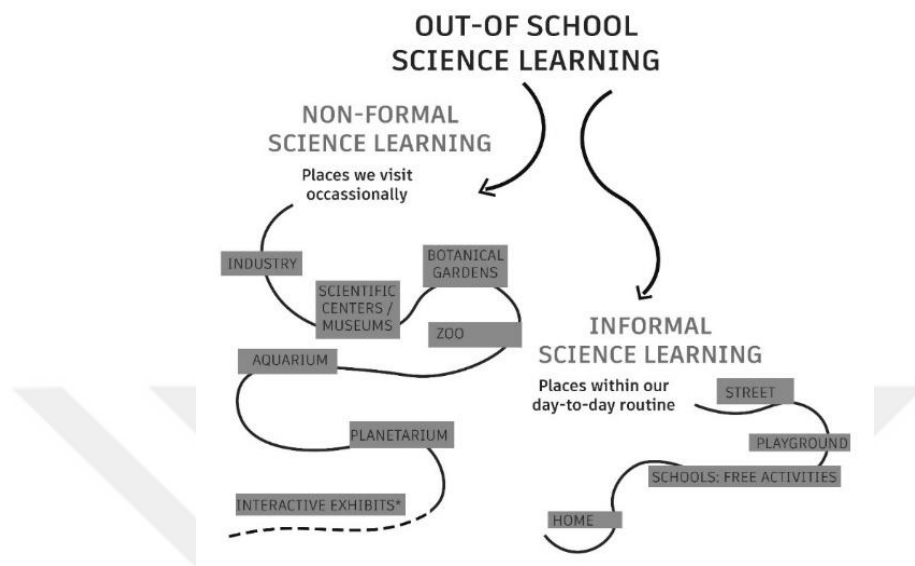 OUT-OF SCHOOL
SCIENCE LEARNING
NON-FORMAL
SCIENCE LEARNING
Places we visit
occassionally
INDUSTRY
SCIENTIFIC
CENTERS /
MUSEUMS
BOTANICAL
GARDENS
ZOO
AQUARIUM
PLANETARIUM
INTERACTIVE EXHIBITS*
INFORMAL
SCIENCE LEARNING
Places within our
day-to-day routine
STREET
PLAYGROUND
SCHOOLS: FREE ACTIVITIES
HOME